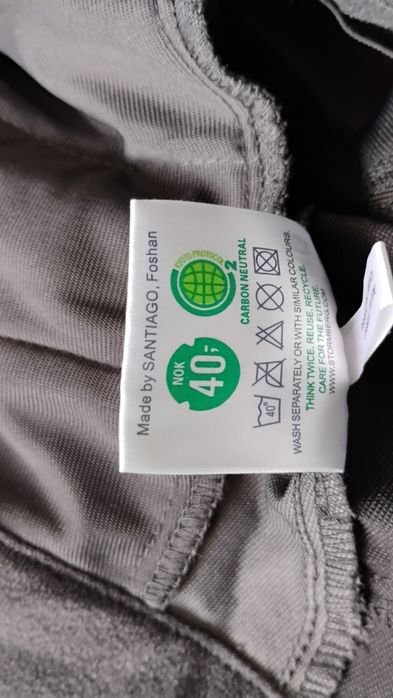 Made by SANTIAGO, Foshan
NOK
40,-
KYOTO PROTOCOL
2
CARBON NEUTRAL
40°
WASH SEPARATELY OR WITH SIMILAR COLOURS.
THINK TWICE. REUSE. RECYCLE.
CARE FOR THE FUTURE.
WWW.STORMBERG.COM